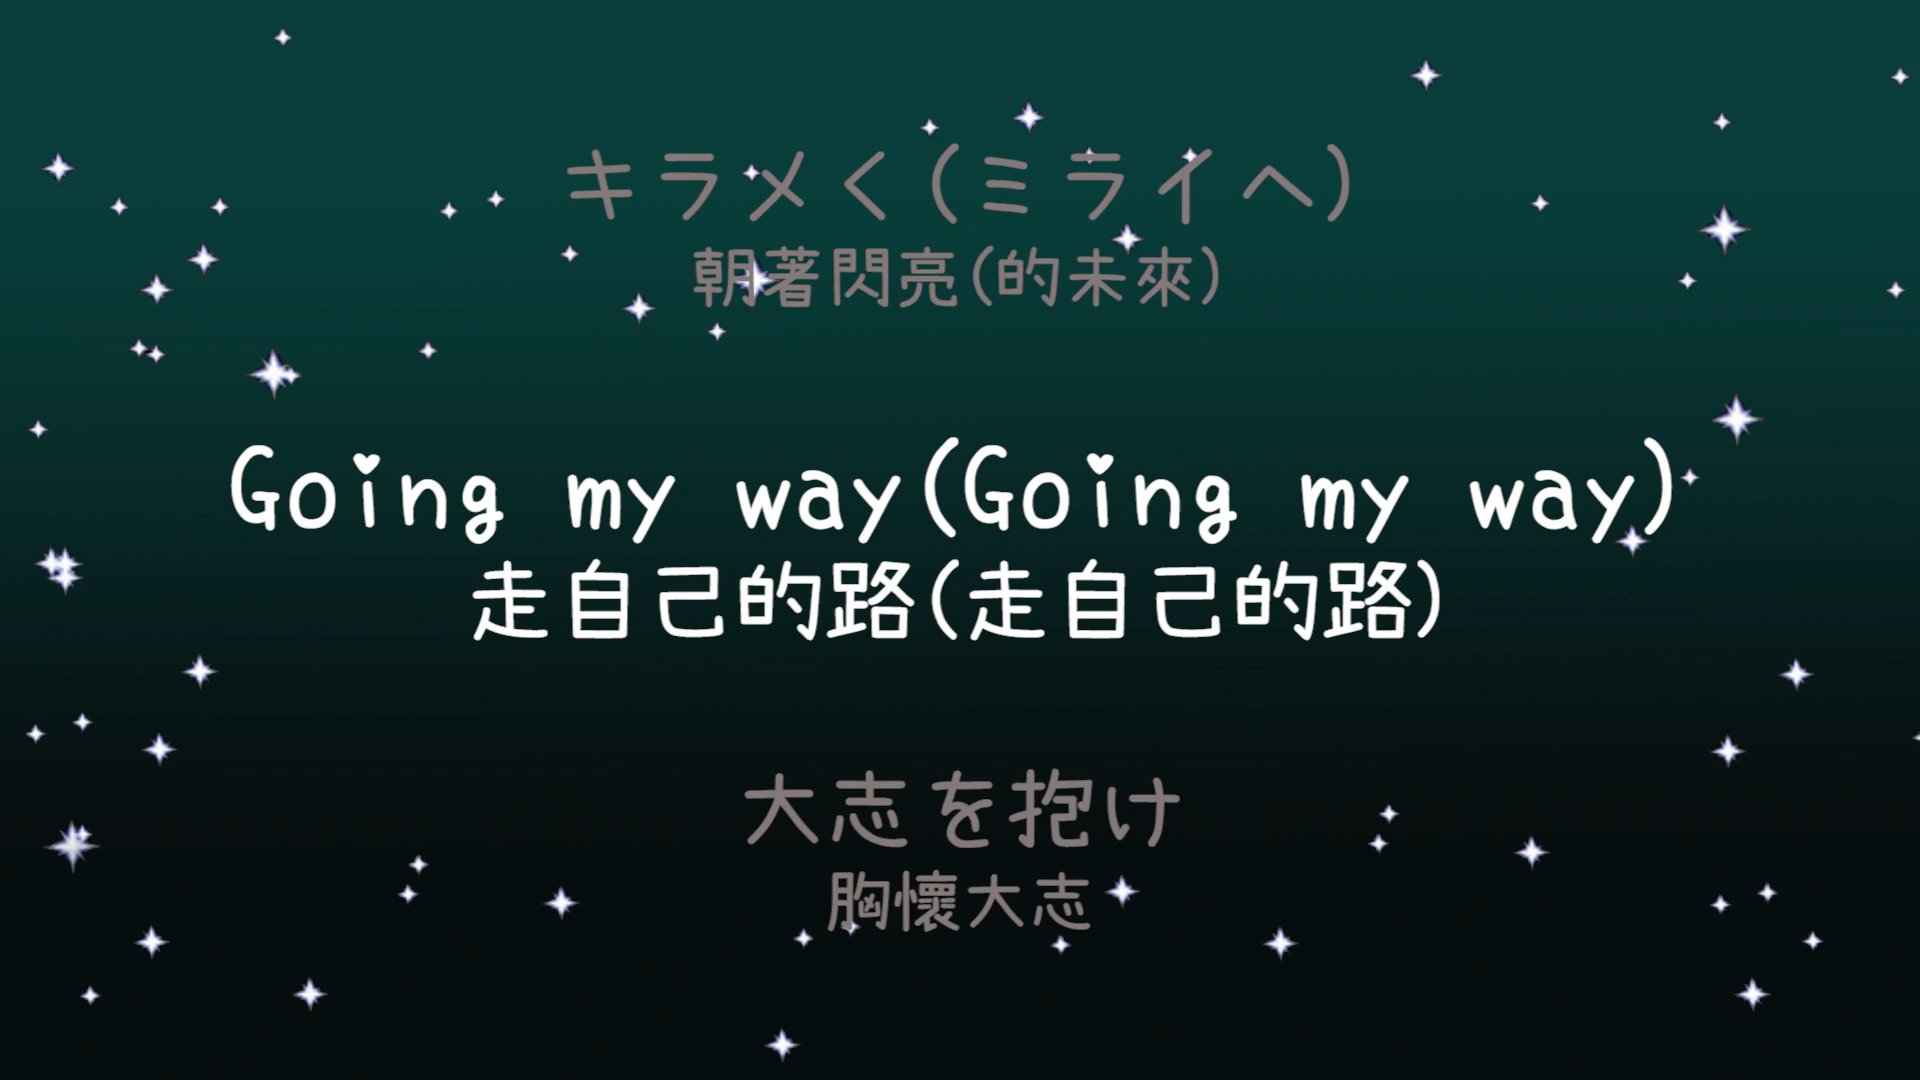 キラメく(ミライへ)
朝著閃亮(的未來)
Going my way(Going my way)
走自己的路(走自己的路)
大志を抱け
胸懷大志